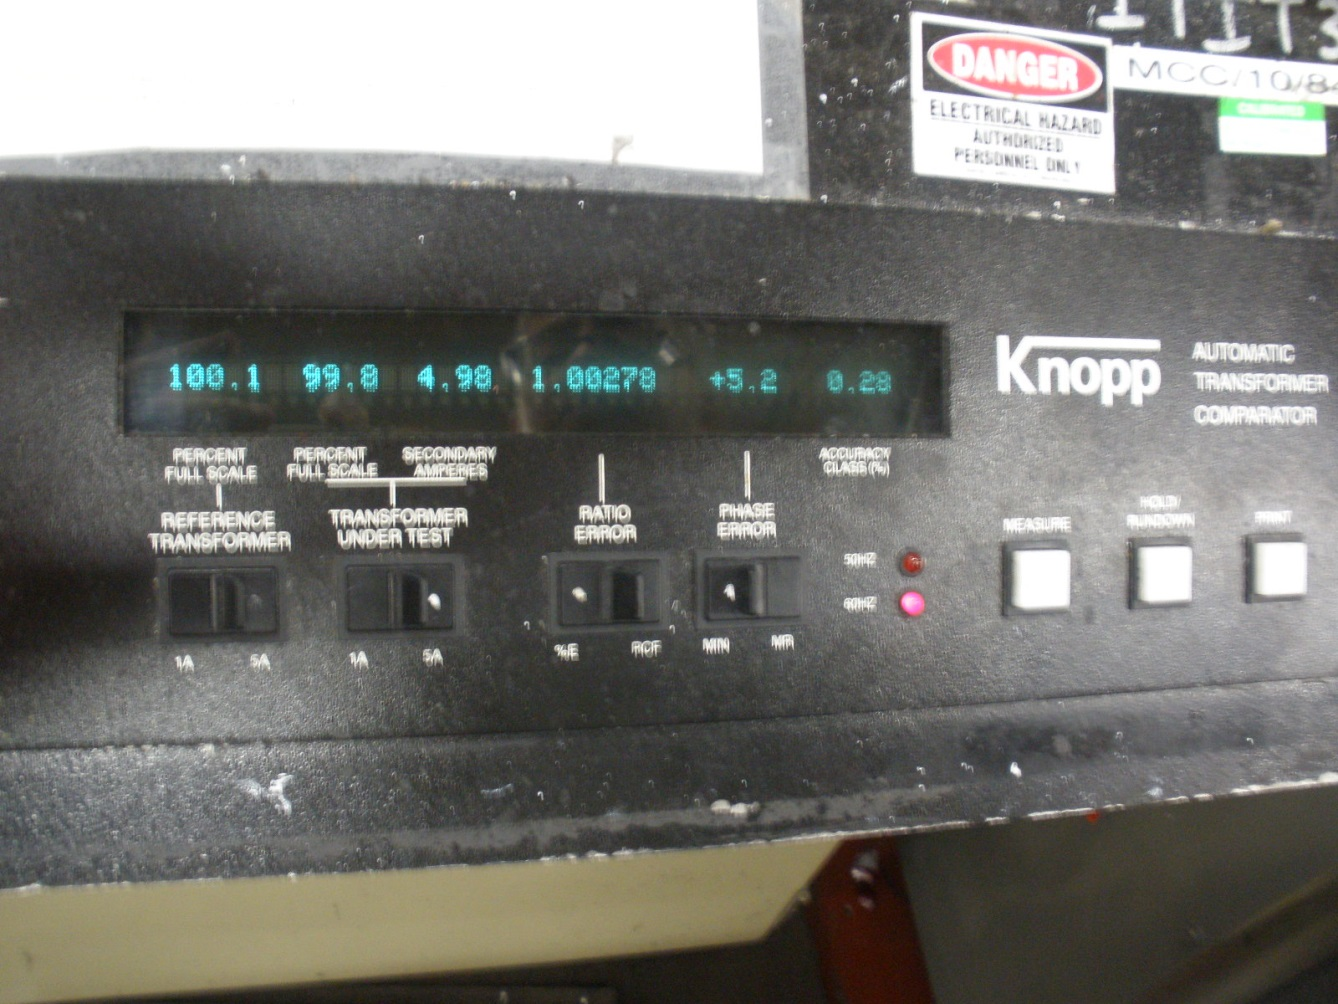 DANGER
ELECTRICAL HAZARD
AUTHORIZED
PERSONNEL ONLY
MCC/10/84
CALIBRATED
100.1 99.8 4.98 1.00278 +5.2 0.28
Knopp
AUTOMATIC
TRANSFORMER
COMPARATOR
PERCENT
FULL SCALE
REFERENCE
TRANSFORMER
1A 5A
PERCENT
FULL SCALE
SECONDARY
AMPERES
TRANSFORMER
UNDER TEST
1A 5A
RATIO
ERROR
%E RCF
PHASE
ERROR
MIN MR
ACCURACY
CLASS (%)
50HZ
60HZ
MEASURE
HOLD/
RUNDOWN
PRINT